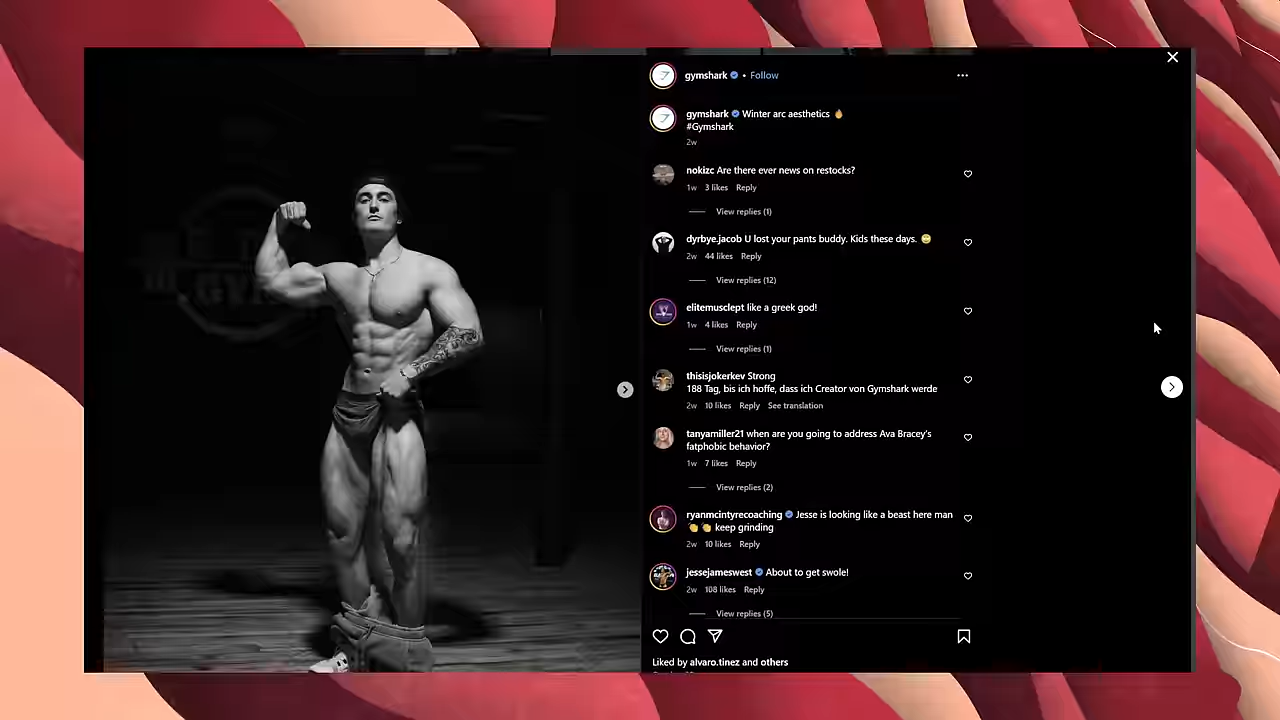 gymshark • Follow
gymshark Winter arc aesthetics 🔥
#Gymshark
2w
nokizc Are there ever news on restocks?
1w 3 likes Reply
View replies (1)
dyrbye.jacob U lost your pants buddy. Kids these days. 🙄
2w 44 likes Reply
View replies (12)
elitemusclept like a greek god!
1w 4 likes Reply
View replies (1)
thisisjokerkev Strong
188 Tag, bis ich hoffe, dass ich Creator von Gymshark werde
2w 10 likes Reply See translation
tanyamiller21 when are you going to address Ava Bracey's
fatphobic behavior?
1w 7 likes Reply
View replies (2)
ryanmcintyrecoaching Jesse is looking like a beast here man
👏 👏 keep grinding
2w 10 likes Reply
jessejameswest About to get swole!
2w 108 likes Reply
View replies (5)
Liked by alvaro.tinez and others